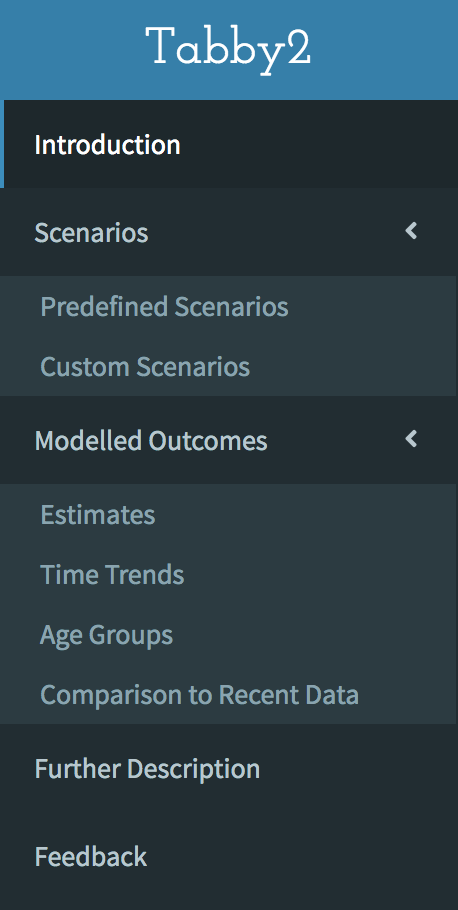 Tabby2
Introduction
Scenarios
Predefined Scenarios
Custom Scenarios
Modelled Outcomes
Estimates
Time Trends
Age Groups
Comparison to Recent Data
Further Description
Feedback